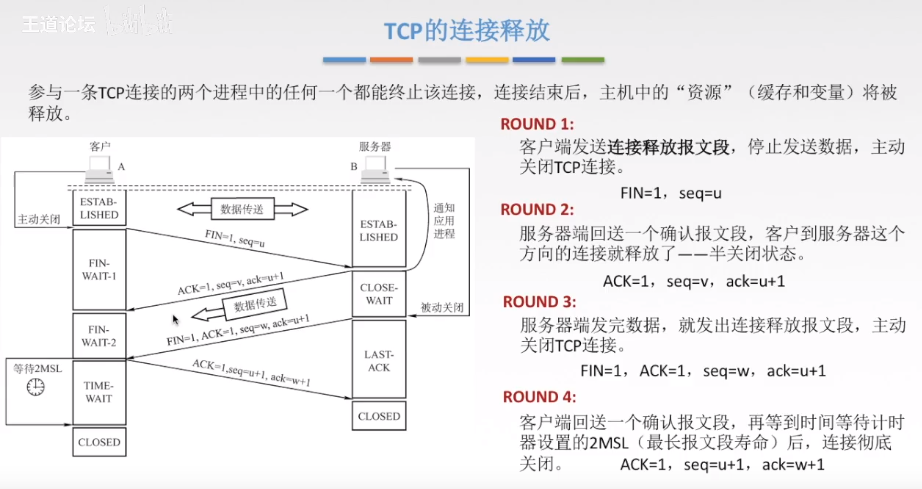 王道论坛
TCP的连接释放
参与一条TCP连接的两个进程中的任何一个都能终止该连接，连接结束后，主机中的“资源”（缓存和变量）将被
释放。
客户
A
服务器
B
主动关闭
ESTAB-
LISHED
数据传送
ESTAB-
LISHED
通知
应用
进程
FIN=1, seq=u
FIN-
WAIT-1
ACK=1, seq=v, ack=u+1
CLOSE-
WAIT
数据传送
被动关闭
FIN-
WAIT-2
FIN=1, ACK=1, seq=w, ack=u+1
等待2MSL
LAST-
ACK
ACK=1,seq=u+1, ack=w+1
TIME-
WAIT
CLOSED
CLOSED
ROUND 1:
客户端发送连接释放报文段，停止发送数据，主动
关闭TCP连接。
FIN=1，seq=u
ROUND 2:
服务器端回送一个确认报文段，客户到服务器这个
方向的连接就释放了——半关闭状态。
ACK=1，seq=v，ack=u+1
ROUND 3:
服务器端发完数据，就发出连接释放报文段，主动
关闭TCP连接。
FIN=1，ACK=1，seq=w，ack=u+1
ROUND 4:
客户端回送一个确认报文段，再等到时间等待计时
器设置的2MSL（最长报文段寿命）后，连接彻底
关闭。 ACK=1，seq=u+1，ack=w+1